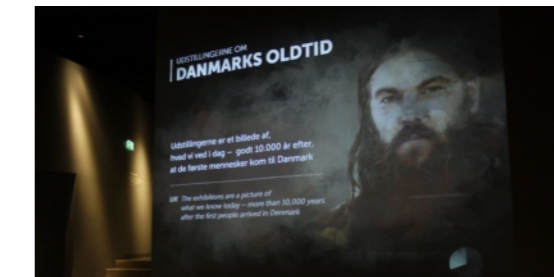 UDSTILLINGERNE OM
DANMARKS OLDTID
Udstillingerne er et billede af,
hvad vi ved i dag – godt 10.000 år efter,
at de første mennesker kom til Danmark
UK The exhibitions are a picture of
what we know today – more than 10,000 years
after the first people arrived in Denmark